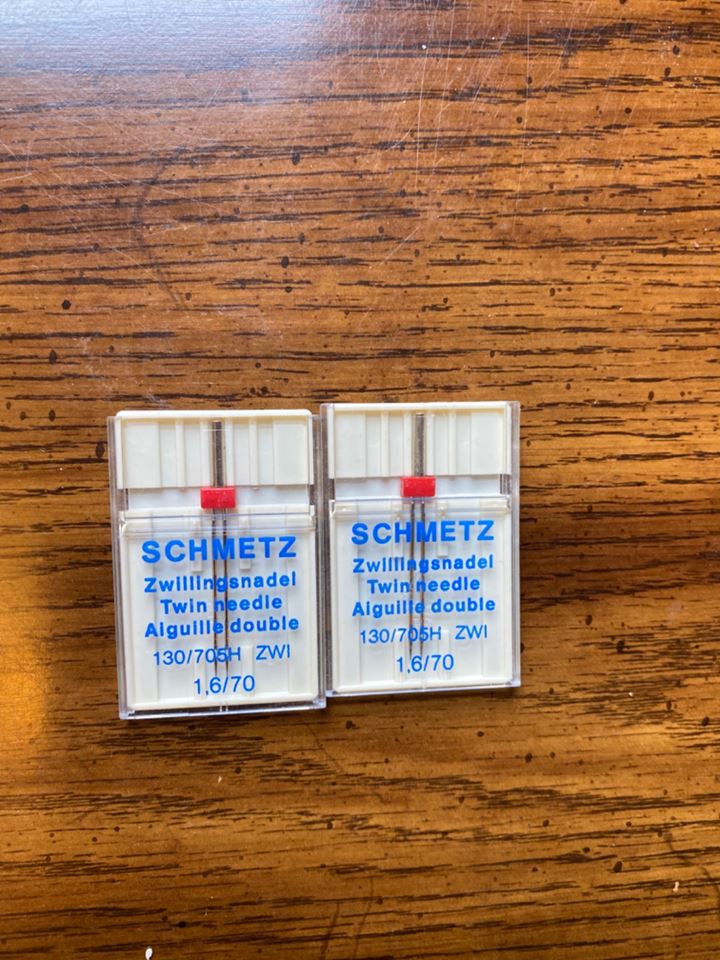 SCHMETZ
Zwillingsnadel
Twin needle
Aiguille double
130/705H ZWI
1,6/70
SCHMETZ
Zwillingsnadel
Twin needle
Aiguille double
130/705H ZWI
1,6/70